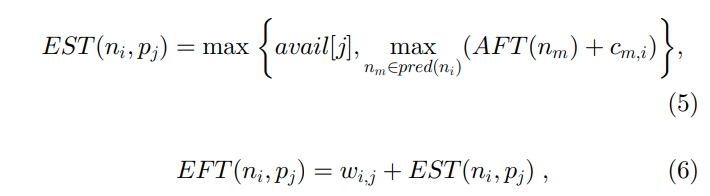 EST(n_i, p_j) = max { avail[j], max_{n_m∈pred(n_i)} (AFT(n_m) + c_{m,i}) },
(5)
EFT(n_i, p_j) = w_{i,j} + EST(n_i, p_j) , (6)